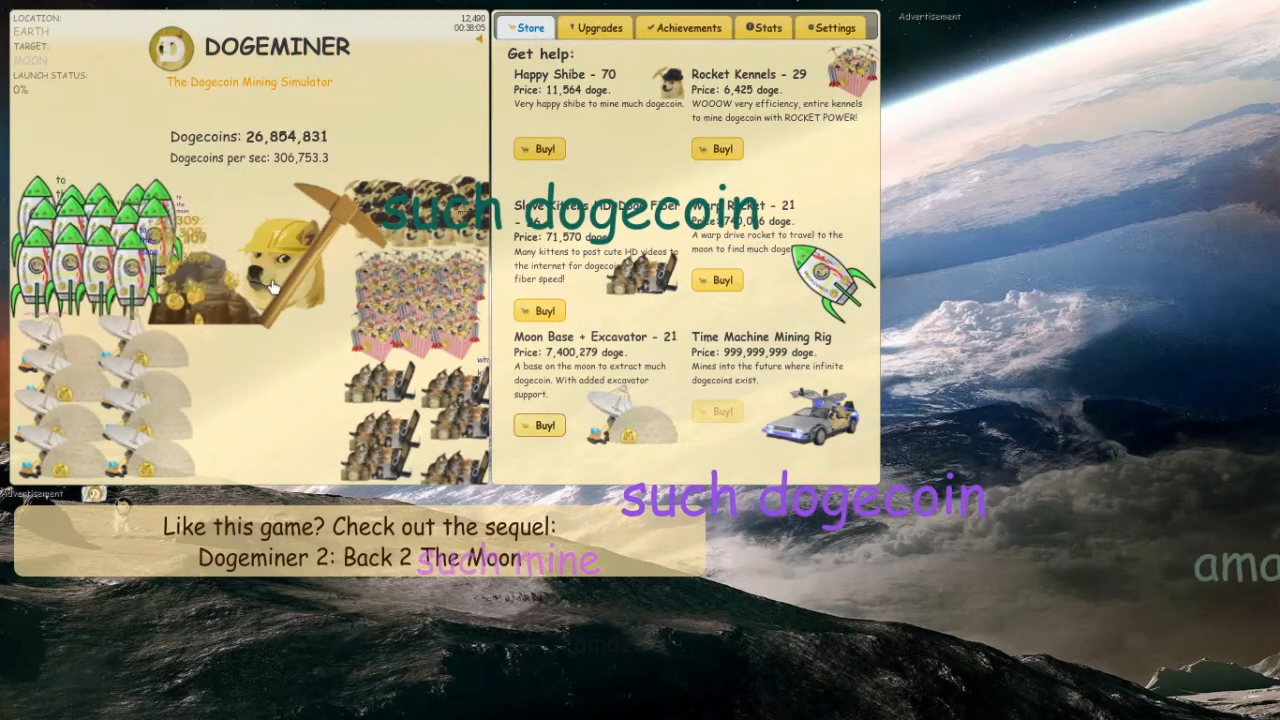 LOCATION:
EARTH
TARGET:
MOON
LAUNCH STATUS:
0%
DOGEMINER
The Dogecoin Mining Simulator
12,490
00:38:05
Dogecoins: 26,854,831
Dogecoins per sec: 306,753.3
to
Store
Upgrades
Achievements
Stats
Settings
Get help:
Happy Shibe - 70
Price: 11,564 doge.
Very happy shibe to mine much dogecoin.
Buy!
Rocket Kennels - 29
Price: 6,425 doge.
WOOOW very efficiency, entire kennels
to mine dogecoin with ROCKET POWER!
Buy!
such dogecoin
Price: 71,570 doge.
Many kittens to post cute HD videos to
the internet for dogecoin
fiber speed!
Buy!
Warp Rocket - 21
A warp drive rocket to travel to the
moon to find much doge
Buy!
Moon Base + Excavator - 21
Price: 7,400,279 doge.
A base on the moon to extract much
dogecoin. With added excavator
support.
Buy!
Time Machine Mining Rig
Price: 999,999,999 doge.
Mines into the future where infinite
dogecoins exist.
Buy!
such dogecoin
Advertisement
Advertisement
Like this game? Check out the sequel:
Dogeminer 2: Back 2 The Moon
such mine
ama